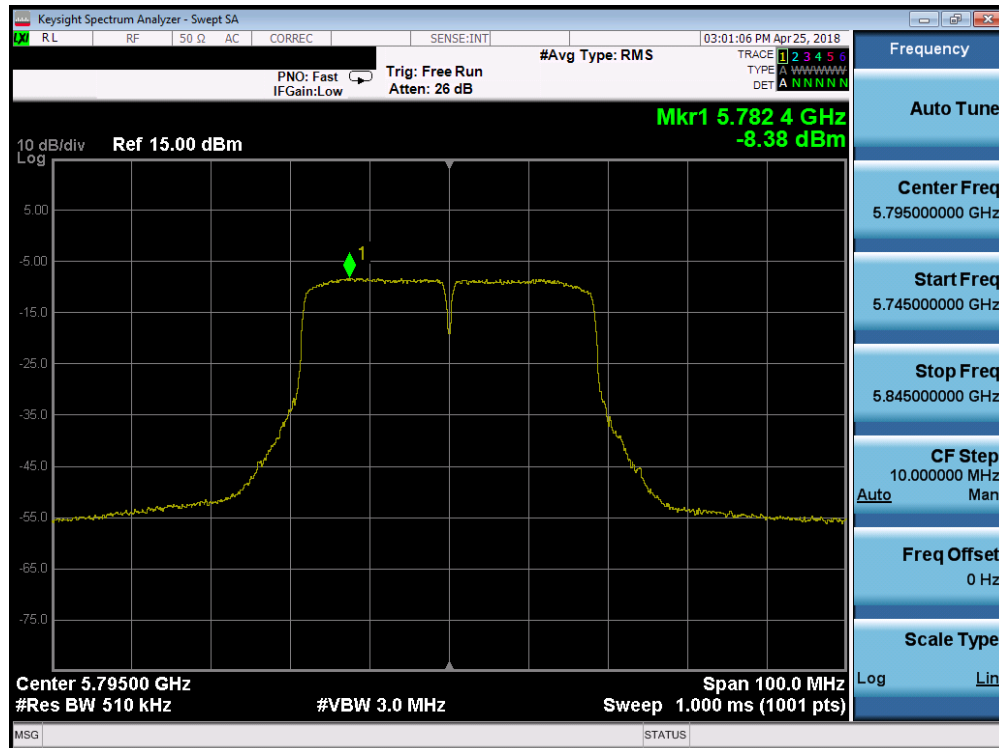 Keysight Spectrum Analyzer - Swept SA
LXI RL RF 50 Ω AC CORREC SENSE:INT 03:01:06 PM Apr 25, 2018
#Avg Type: RMS
TRACE 1 2 3 4 5 6
TYPE A WWWWW
DET A N N N N N
PNO: Fast
IFGain:Low
Trig: Free Run
Atten: 26 dB
Mkr1 5.782 4 GHz
-8.38 dBm
10 dB/div Ref 15.00 dBm
Log
1
5.00
-5.00
-15.0
-25.0
-35.0
-45.0
-55.0
-65.0
-75.0
Center 5.79500 GHz Span 100.0 MHz
#Res BW 510 kHz #VBW 3.0 MHz Sweep 1.000 ms (1001 pts)
MSG STATUS
Frequency
Auto Tune
Center Freq
5.795000000 GHz
Start Freq
5.745000000 GHz
Stop Freq
5.845000000 GHz
CF Step
10.000000 MHz
Auto Man
Freq Offset
0 Hz
Scale Type
Log Lin